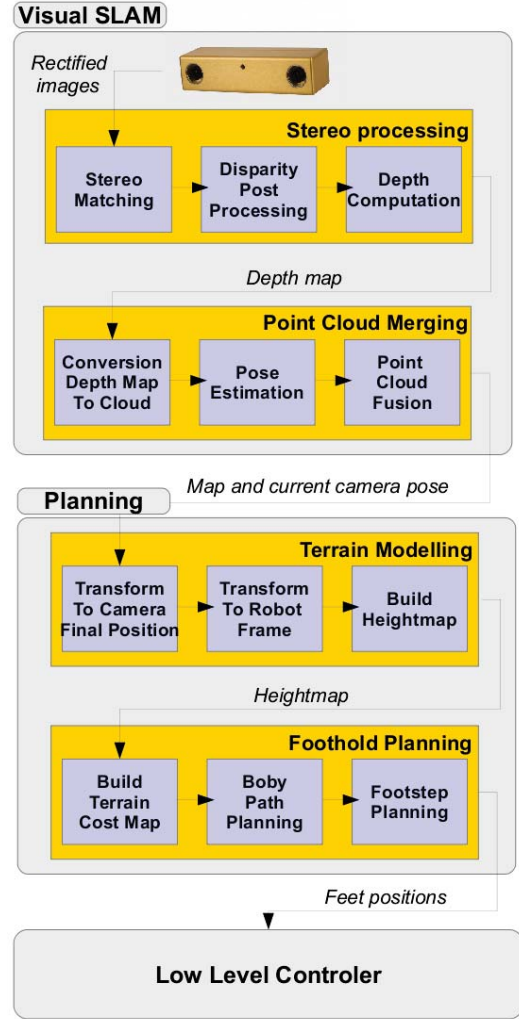 Visual SLAM
Rectified
images
Stereo processing
Stereo
Matching
Disparity
Post
Processing
Depth
Computation
Depth map
Point Cloud Merging
Conversion
Depth Map
To Cloud
Pose
Estimation
Point
Cloud
Fusion
Map and current camera pose
Planning
Terrain Modelling
Transform
To Camera
Final Position
Transform
To Robot
Frame
Build
Heightmap
Heightmap
Foothold Planning
Build
Terrain
Cost Map
Boby
Path
Planning
Footstep
Planning
Feet positions
Low Level Controler